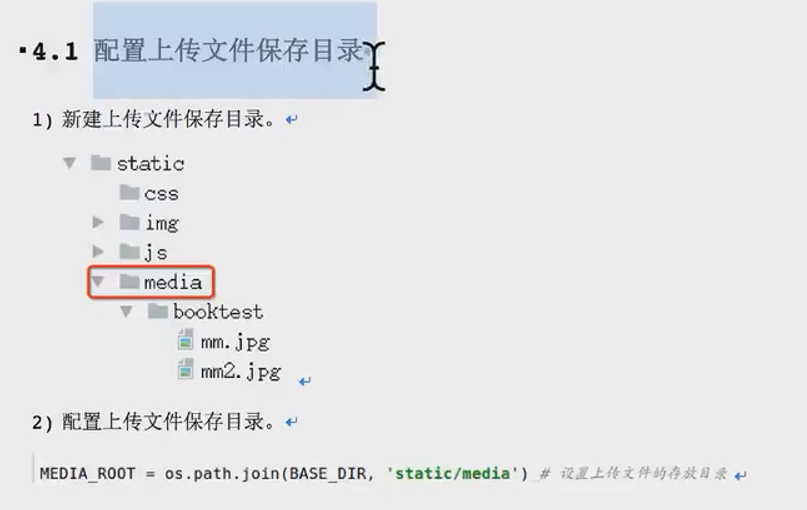 4.1 配置上传文件保存目录
1) 新建上传文件保存目录。
static
css
img
js
media
booktest
mm.jpg
mm2.jpg
2) 配置上传文件保存目录。
MEDIA_ROOT = os.path.join(BASE_DIR, 'static/media') # 设置上传文件的存放目录